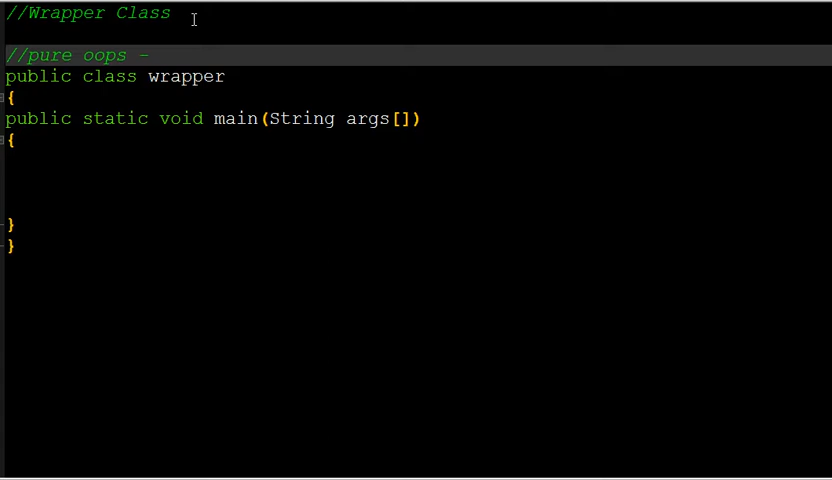 //Wrapper Class
//pure oops -
public class wrapper
{
public static void main(String args[])
{
}
}